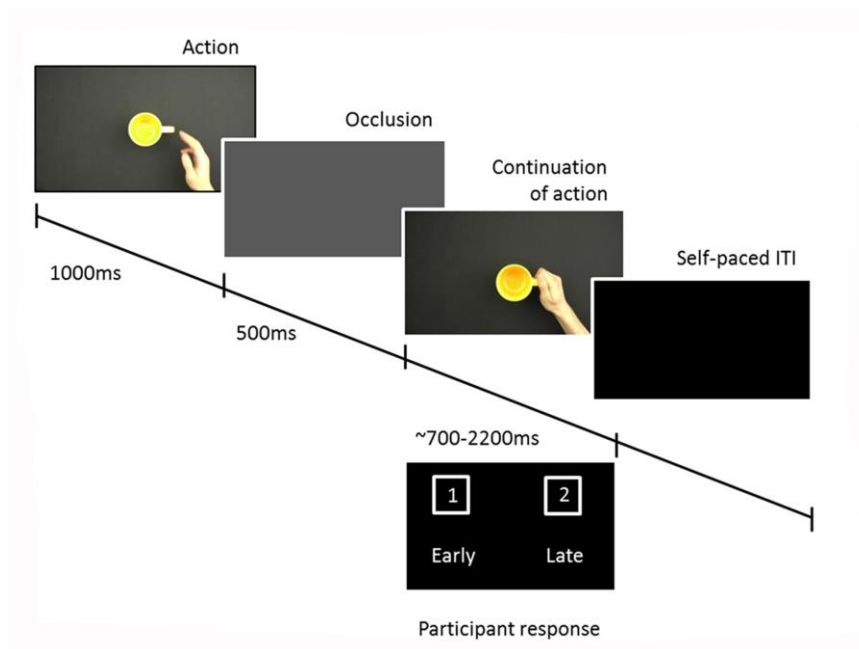 Action
Occlusion
Continuation
of action
Self-paced ITI
1000ms
500ms
~700-2200ms
1 2
Early Late
Participant response